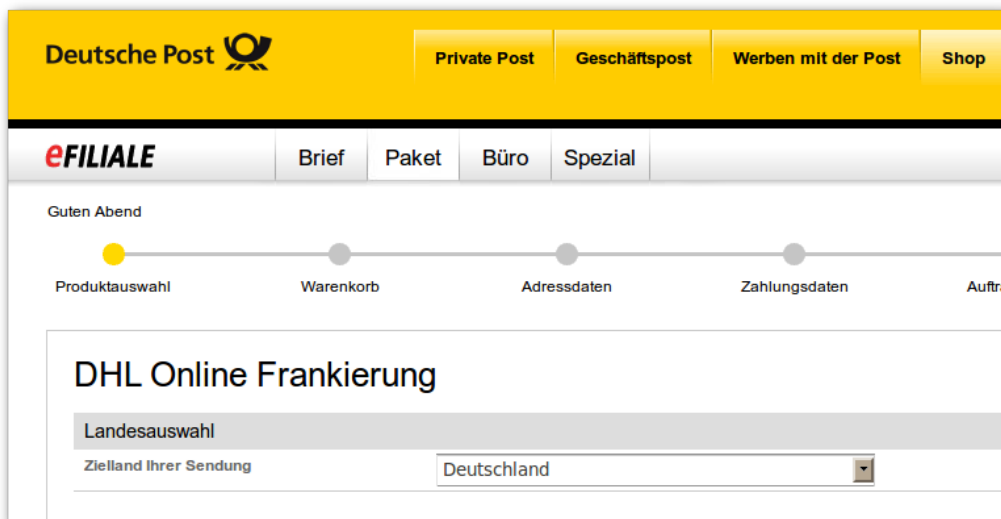 Deutsche Post
Private Post Geschäftspost Werben mit der Post Shop
eFILIALE Brief Paket Büro Spezial
Guten Abend
Produktauswahl Warenkorb Adressdaten Zahlungsdaten Auftr
DHL Online Frankierung
Landesauswahl
Zielland Ihrer Sendung Deutschland